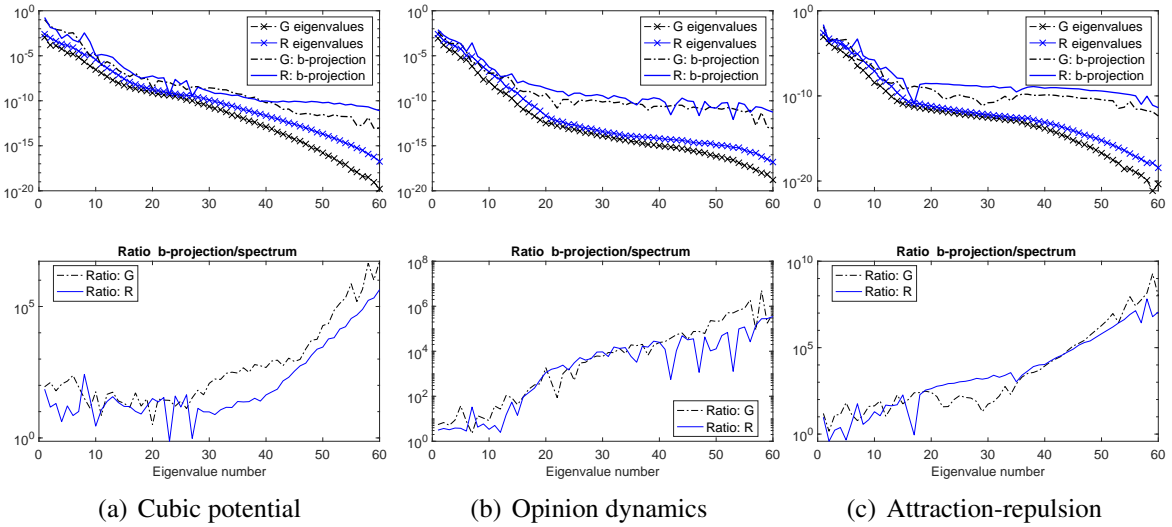 10^0
10^-5
10^-10
10^-15
10^-20
0 10 20 30 40 50 60
G eigenvalues
R eigenvalues
G: b-projection
R: b-projection
10^0
10^-5
10^-10
10^-15
10^-20
0 10 20 30 40 50 60
G eigenvalues
R eigenvalues
G: b-projection
R: b-projection
10^0
10^-10
10^-20
0 10 20 30 40 50 60
G eigenvalues
R eigenvalues
G: b-projection
R: b-projection
Ratio b-projection/spectrum
10^5
10^0
0 10 20 30 40 50 60
Eigenvalue number
Ratio: G
Ratio: R
Ratio b-projection/spectrum
10^8
10^6
10^4
10^2
10^0
0 10 20 30 40 50 60
Eigenvalue number
Ratio: G
Ratio: R
Ratio b-projection/spectrum
10^10
10^5
10^0
0 10 20 30 40 50 60
Eigenvalue number
Ratio: G
Ratio: R
(a) Cubic potential
(b) Opinion dynamics
(c) Attraction-repulsion